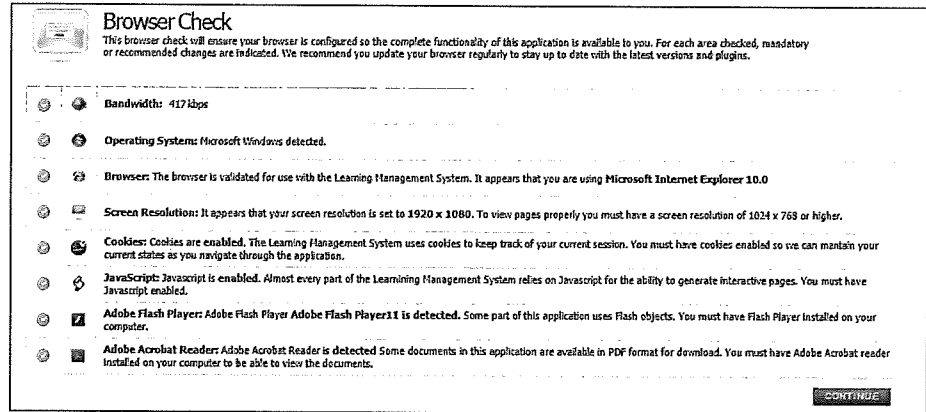 Browser Check
This browser check will ensure your browser is configured so the complete functionality of this application is available to you. For each area checked, mandatory
or recommended changes are indicated. We recommend you update your browser regularly to stay up to date with the latest versions and plugins.
Bandwidth: 417 kbps
Operating System: Microsoft Windows detected.
Browser: The browser is validated for use with the Learning Management System. It appears that you are using Microsoft Internet Explorer 10.0
Screen Resolution: It appears that your screen resolution is set to 1920 x 1080. To view pages properly you must have a screen resolution of 1024 x 768 or higher.
Cookies: Cookies are enabled. The Learning Management System uses cookies to keep track of your current session. You must have cookies enabled so we can mantain your
current states as you navigate through the application.
JavaScript: Javascript is enabled. Almost every part of the Learnining Management System relies on Javascript for the ability to generate interactive pages. You must have
Javascript enabled.
Adobe Flash Player: Adobe Flash Player Adobe Flash Player11 is detected. Some part of this application uses Flash objects. You must have Flash Player installed on your
computer.
Adobe Acrobat Reader: Adobe Acrobat Reader is detected Some documents in this application are available in PDF format for download. You must have Adobe Acrobat reader
installed on your computer to be able to view the documents.
CONTINUE